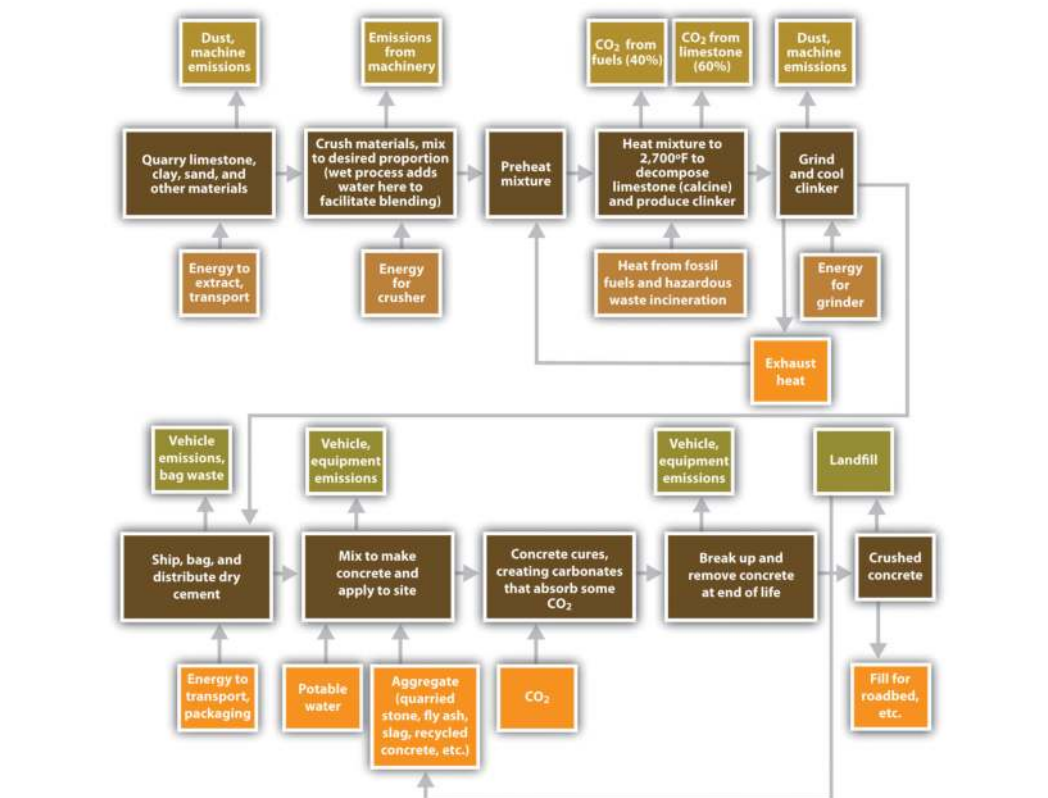 Dust,
machine
emissions
Emissions
from
machinery
CO2 from
fuels (40%)
CO2 from
limestone
(60%)
Dust,
machine
emissions
Quarry limestone,
clay, sand, and
other materials
Crush materials, mix
to desired proportion
(wet process adds
water here to
facilitate blending)
Preheat
mixture
Heat mixture to
2,700ºF to
decompose
limestone (calcine)
and produce clinker
Grind
and cool
clinker
Energy to
extract,
transport
Energy
for
crusher
Heat from fossil
fuels and hazardous
waste incineration
Energy
for
grinder
Exhaust
heat
Vehicle
emissions,
bag waste
Vehicle,
equipment
emissions
Vehicle,
equipment
emissions
Landfill
Ship, bag, and
distribute dry
cement
Mix to make
concrete and
apply to site
Concrete cures,
creating carbonates
that absorb some
CO2
Break up and
remove concrete
at end of life
Crushed
concrete
Energy to
transport,
packaging
Potable
water
Aggregate
(quarried
stone, fly ash,
slag, recycled
concrete, etc.)
CO2
Fill for
roadbed,
etc.